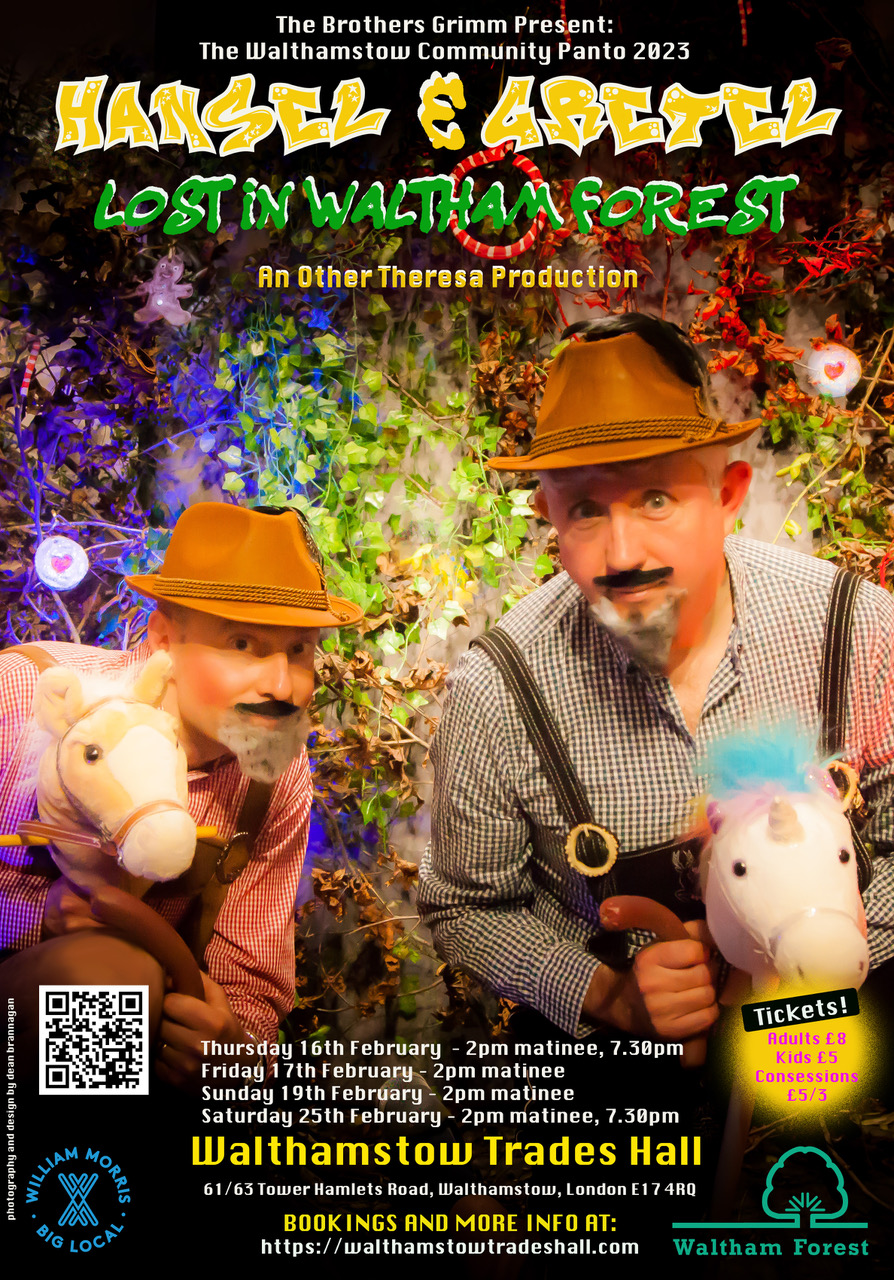 The Brothers Grimm Present:
The Walthamstow Community Panto 2023
HANSEL & GRETEL
LOST iN WALTHAM FOREST
An Other Theresa Production
Tickets!
Adults £8
Kids £5
Consessions
£5/3
Thursday 16th February - 2pm matinee, 7.30pm
Friday 17th February - 2pm matinee
Sunday 19th February - 2pm matinee
Saturday 25th February - 2pm matinee, 7.30pm
Walthamstow Trades Hall
61/63 Tower Hamlets Road, Walthamstow, London E17 4RQ
BOOKINGS AND MORE INFO AT:
https://walthamstowtradeshall.com
photography and design by dean brannagan
WILLIAM MORRIS
BIG LOCAL
Waltham Forest